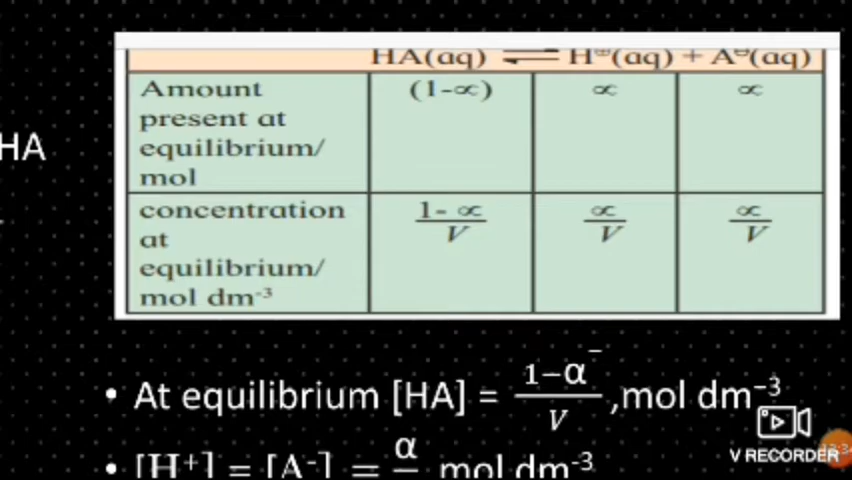 HA(aq) ⇌ H⊕(aq) + A⊖(aq)
Amount present at equilibrium/ mol (1-∝) ∝ ∝
concentration at equilibrium/ mol dm⁻³ 1- ∝/V ∝/V ∝/V
HA
• At equilibrium [HA] = 1−α⁻/V ,mol dm⁻³
• [H⁺] = [A⁻] = α mol dm⁻³
V RECORDER